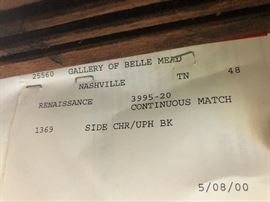 25560 GALLERY OF BELLE MEAD
NASHVILLE TN 48
RENAISSANCE 3995-20
CONTINUOUS MATCH
1369 SIDE CHR/UPH BK
5/08/00